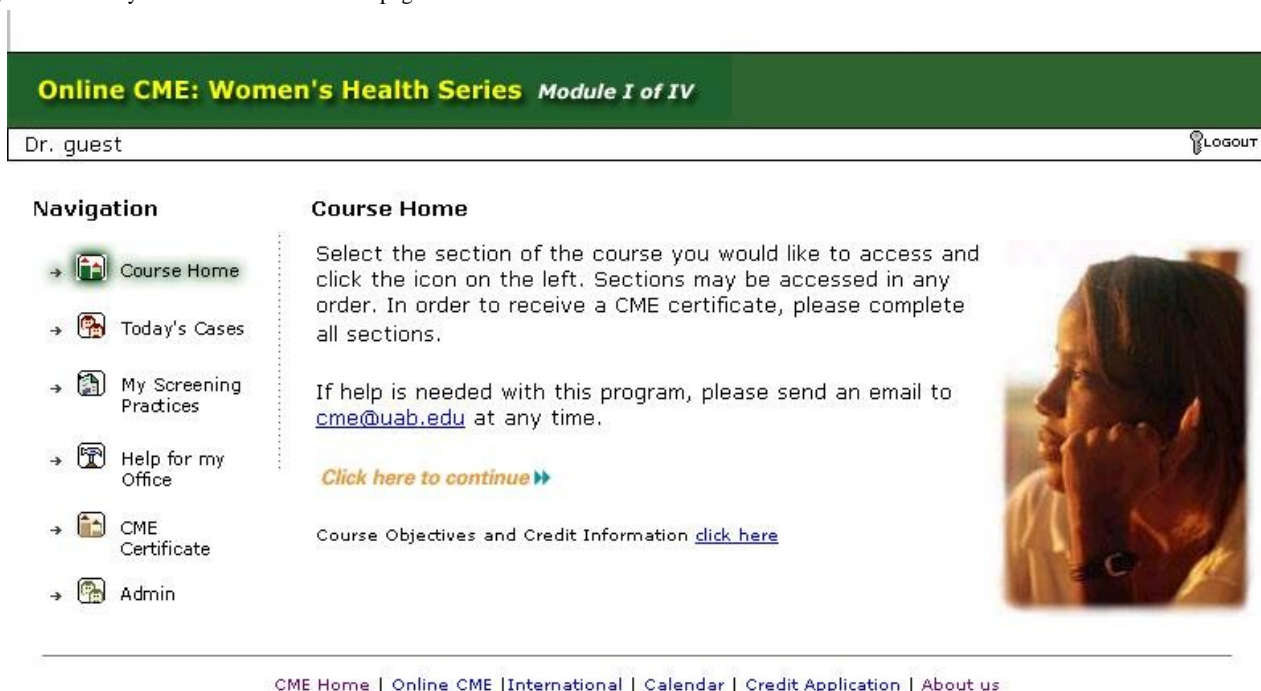 Online CME: Women's Health Series Module I of IV
Dr. guest
LOGOUT
Navigation
Course Home
Today's Cases
My Screening
Practices
Help for my
Office
CME
Certificate
Admin
Course Home
Select the section of the course you would like to access and
click the icon on the left. Sections may be accessed in any
order. In order to receive a CME certificate, please complete
all sections.
If help is needed with this program, please send an email to
cme@uab.edu at any time.
Click here to continue
Course Objectives and Credit Information click here
CME Home | Online CME |International | Calendar | Credit Application | About us